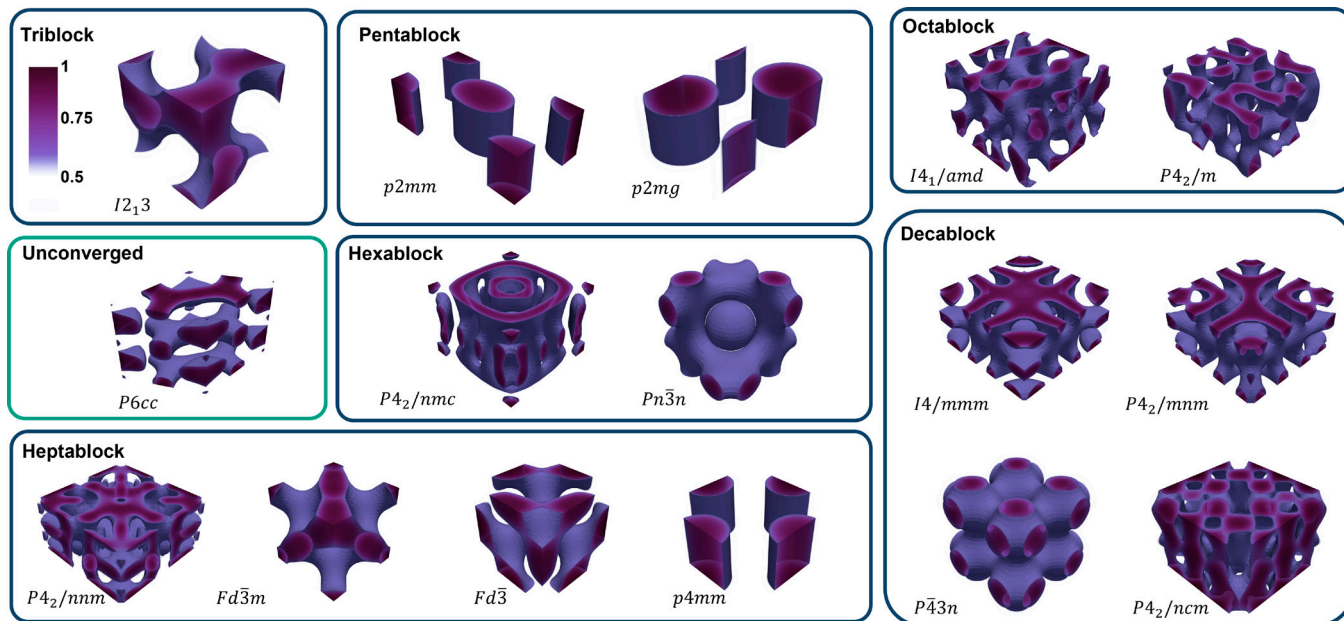 Triblock
1
0.75
0.5
I2₁3
Pentablock
p2mm
p2mg
Octablock
I4₁/amd
P4₂/m
Unconverged
P6cc
Hexablock
P4₂/nmc
Pn3̅n
Decablock
I4/mmm
P4₂/mnm
P4̅3n
P4₂/ncm
Heptablock
P4₂/nnm
Fd3̅m
Fd3̅
p4mm